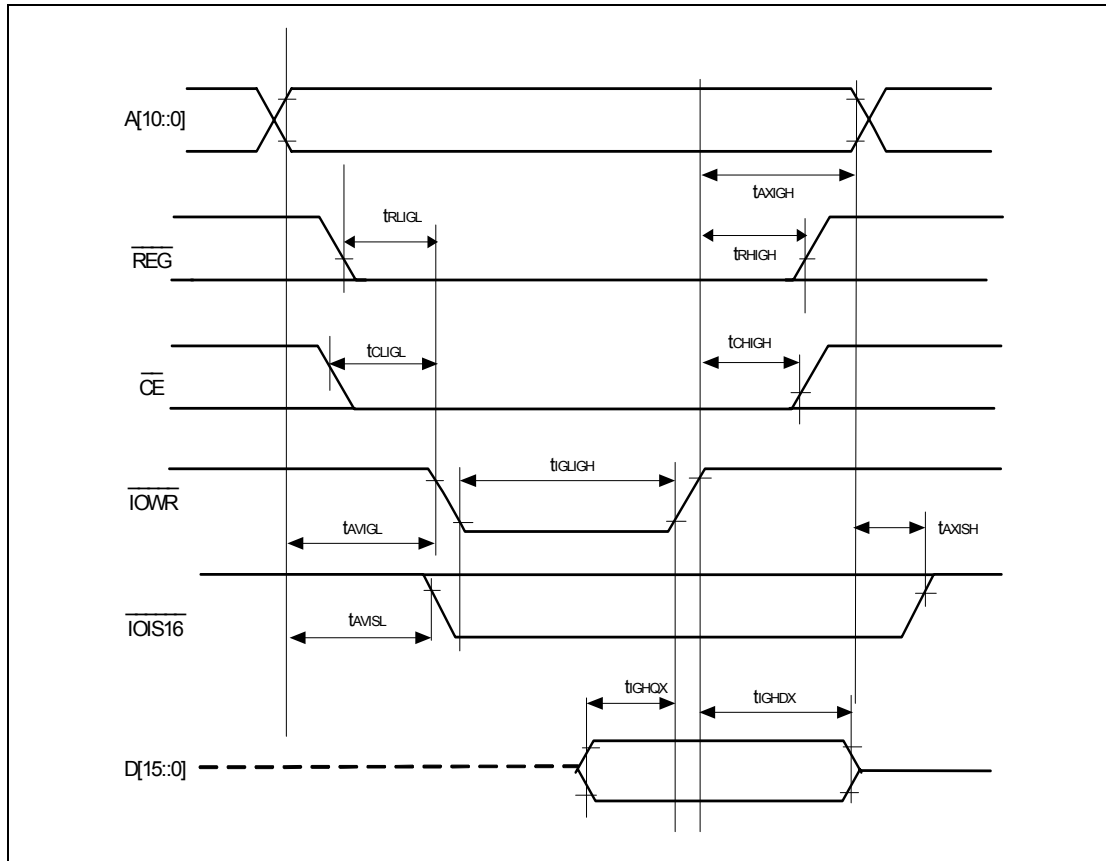 A[10::0]
tAXIGH
tRLIGL
REG
tRHIGH
tCLIGL
tCHIGH
CE
tIGLIGH
IOWR
tAVIGL
tAXISH
IOIS16
tAVISL
tIGHQX
tIGHDX
D[15::0]